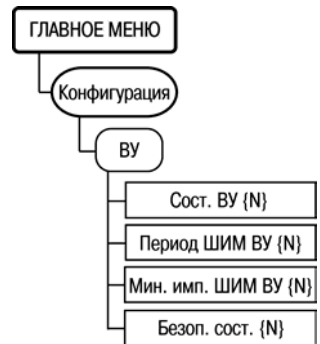 ГЛАВНОЕ МЕНЮ
Конфигурация
ВУ
Сост. ВУ {N}
Период ШИМ ВУ {N}
Мин. имп. ШИМ ВУ {N}
Безоп. сост. {N}